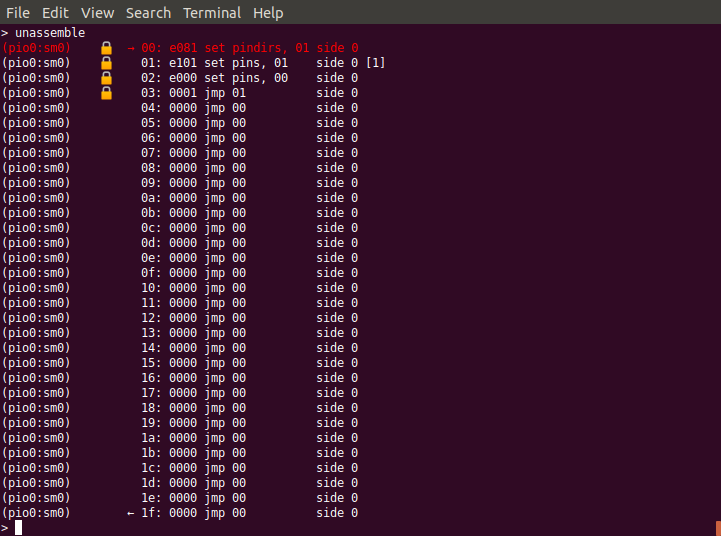 File Edit View Search Terminal Help
> unassemble
(pio0:sm0) 🔒 → 00: e081 set pindirs, 01 side 0
(pio0:sm0) 🔒 01: e101 set pins, 01 side 0 [1]
(pio0:sm0) 🔒 02: e000 set pins, 00 side 0
(pio0:sm0) 🔒 03: 0001 jmp 01 side 0
(pio0:sm0) 04: 0000 jmp 00 side 0
(pio0:sm0) 05: 0000 jmp 00 side 0
(pio0:sm0) 06: 0000 jmp 00 side 0
(pio0:sm0) 07: 0000 jmp 00 side 0
(pio0:sm0) 08: 0000 jmp 00 side 0
(pio0:sm0) 09: 0000 jmp 00 side 0
(pio0:sm0) 0a: 0000 jmp 00 side 0
(pio0:sm0) 0b: 0000 jmp 00 side 0
(pio0:sm0) 0c: 0000 jmp 00 side 0
(pio0:sm0) 0d: 0000 jmp 00 side 0
(pio0:sm0) 0e: 0000 jmp 00 side 0
(pio0:sm0) 0f: 0000 jmp 00 side 0
(pio0:sm0) 10: 0000 jmp 00 side 0
(pio0:sm0) 11: 0000 jmp 00 side 0
(pio0:sm0) 12: 0000 jmp 00 side 0
(pio0:sm0) 13: 0000 jmp 00 side 0
(pio0:sm0) 14: 0000 jmp 00 side 0
(pio0:sm0) 15: 0000 jmp 00 side 0
(pio0:sm0) 16: 0000 jmp 00 side 0
(pio0:sm0) 17: 0000 jmp 00 side 0
(pio0:sm0) 18: 0000 jmp 00 side 0
(pio0:sm0) 19: 0000 jmp 00 side 0
(pio0:sm0) 1a: 0000 jmp 00 side 0
(pio0:sm0) 1b: 0000 jmp 00 side 0
(pio0:sm0) 1c: 0000 jmp 00 side 0
(pio0:sm0) 1d: 0000 jmp 00 side 0
(pio0:sm0) 1e: 0000 jmp 00 side 0
(pio0:sm0) ← 1f: 0000 jmp 00 side 0
>